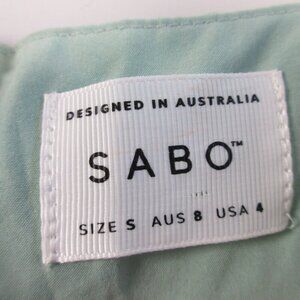 DESIGNED IN AUSTRALIA
SABO™
SIZE S AUS 8 USA 4